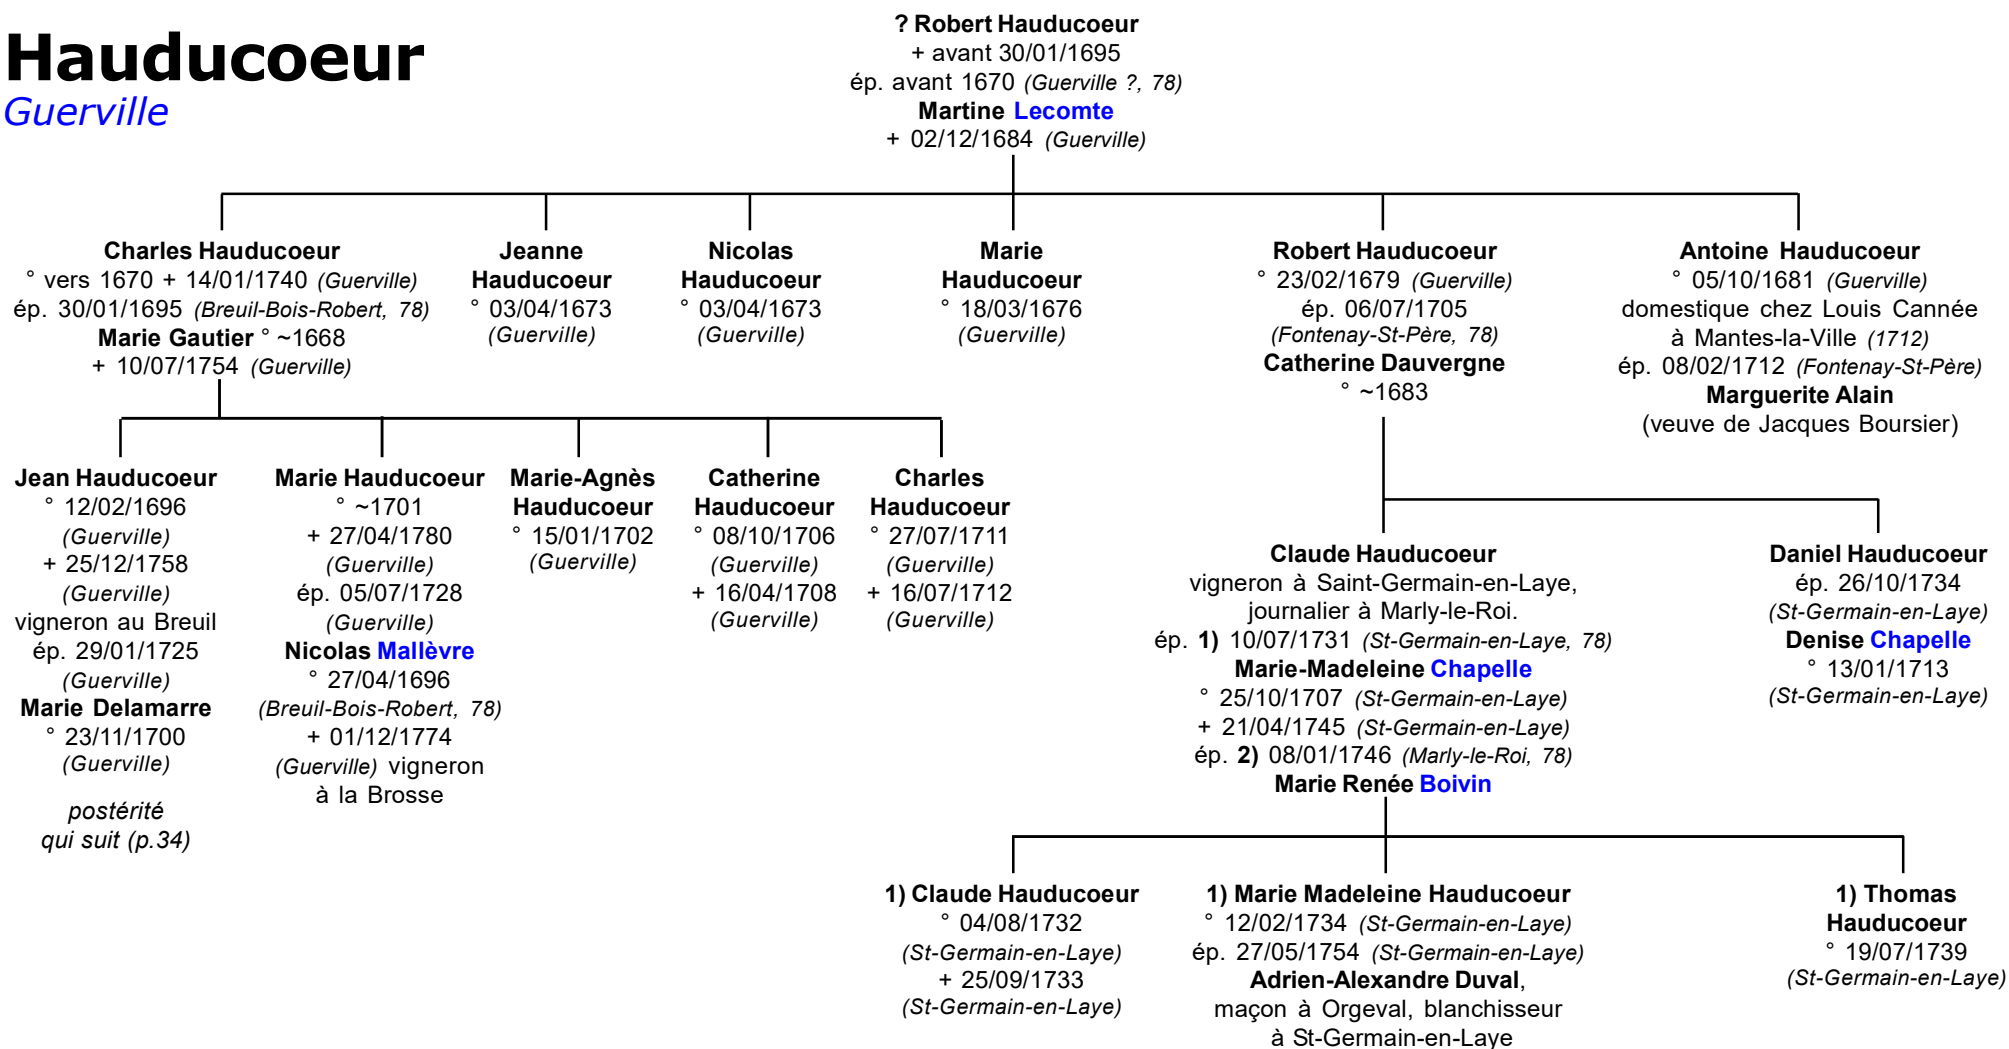 Hauducoeur
Guerville
? Robert Hauducoeur
+ avant 30/01/1695
ép. avant 1670 (Guerville ?, 78)
Martine Lecomte
+ 02/12/1684 (Guerville)
Charles Hauducoeur
° vers 1670 + 14/01/1740 (Guerville)
ép. 30/01/1695 (Breuil-Bois-Robert, 78)
Marie Gautier ° ~1668
+ 10/07/1754 (Guerville)
Jeanne
Hauducoeur
° 03/04/1673
(Guerville)
Nicolas
Hauducoeur
° 03/04/1673
(Guerville)
Marie
Hauducoeur
° 18/03/1676
(Guerville)
Robert Hauducoeur
° 23/02/1679 (Guerville)
ép. 06/07/1705
(Fontenay-St-Père, 78)
Catherine Dauvergne
° ~1683
Antoine Hauducoeur
° 05/10/1681 (Guerville)
domestique chez Louis Cannée
à Mantes-la-Ville (1712)
ép. 08/02/1712 (Fontenay-St-Père)
Marguerite Alain
(veuve de Jacques Boursier)
Jean Hauducoeur
° 12/02/1696
(Guerville)
+ 25/12/1758
(Guerville)
vigneron au Breuil
ép. 29/01/1725
(Guerville)
Marie Delamarre
° 23/11/1700
(Guerville)
postérité
qui suit (p.34)
Marie Hauducoeur
° ~1701
+ 27/04/1780
(Guerville)
ép. 05/07/1728
(Guerville)
Nicolas Mallèvre
° 27/04/1696
(Breuil-Bois-Robert, 78)
+ 01/12/1774
(Guerville) vigneron
à la Brosse
Marie-Agnès
Hauducoeur
° 15/01/1702
(Guerville)
Catherine
Hauducoeur
° 08/10/1706
(Guerville)
+ 16/04/1708
(Guerville)
Charles
Hauducoeur
° 27/07/1711
(Guerville)
+ 16/07/1712
(Guerville)
Claude Hauducoeur
vigneron à Saint-Germain-en-Laye,
journalier à Marly-le-Roi.
ép. 1) 10/07/1731 (St-Germain-en-Laye, 78)
Marie-Madeleine Chapelle
° 25/10/1707 (St-Germain-en-Laye)
+ 21/04/1745 (St-Germain-en-Laye)
ép. 2) 08/01/1746 (Marly-le-Roi, 78)
Marie Renée Boivin
Daniel Hauducoeur
ép. 26/10/1734
(St-Germain-en-Laye)
Denise Chapelle
° 13/01/1713
(St-Germain-en-Laye)
1) Claude Hauducoeur
° 04/08/1732
(St-Germain-en-Laye)
+ 25/09/1733
(St-Germain-en-Laye)
1) Marie Madeleine Hauducoeur
° 12/02/1734 (St-Germain-en-Laye)
ép. 27/05/1754 (St-Germain-en-Laye)
Adrien-Alexandre Duval,
maçon à Orgeval, blanchisseur
à St-Germain-en-Laye
1) Thomas
Hauducoeur
° 19/07/1739
(St-Germain-en-Laye)